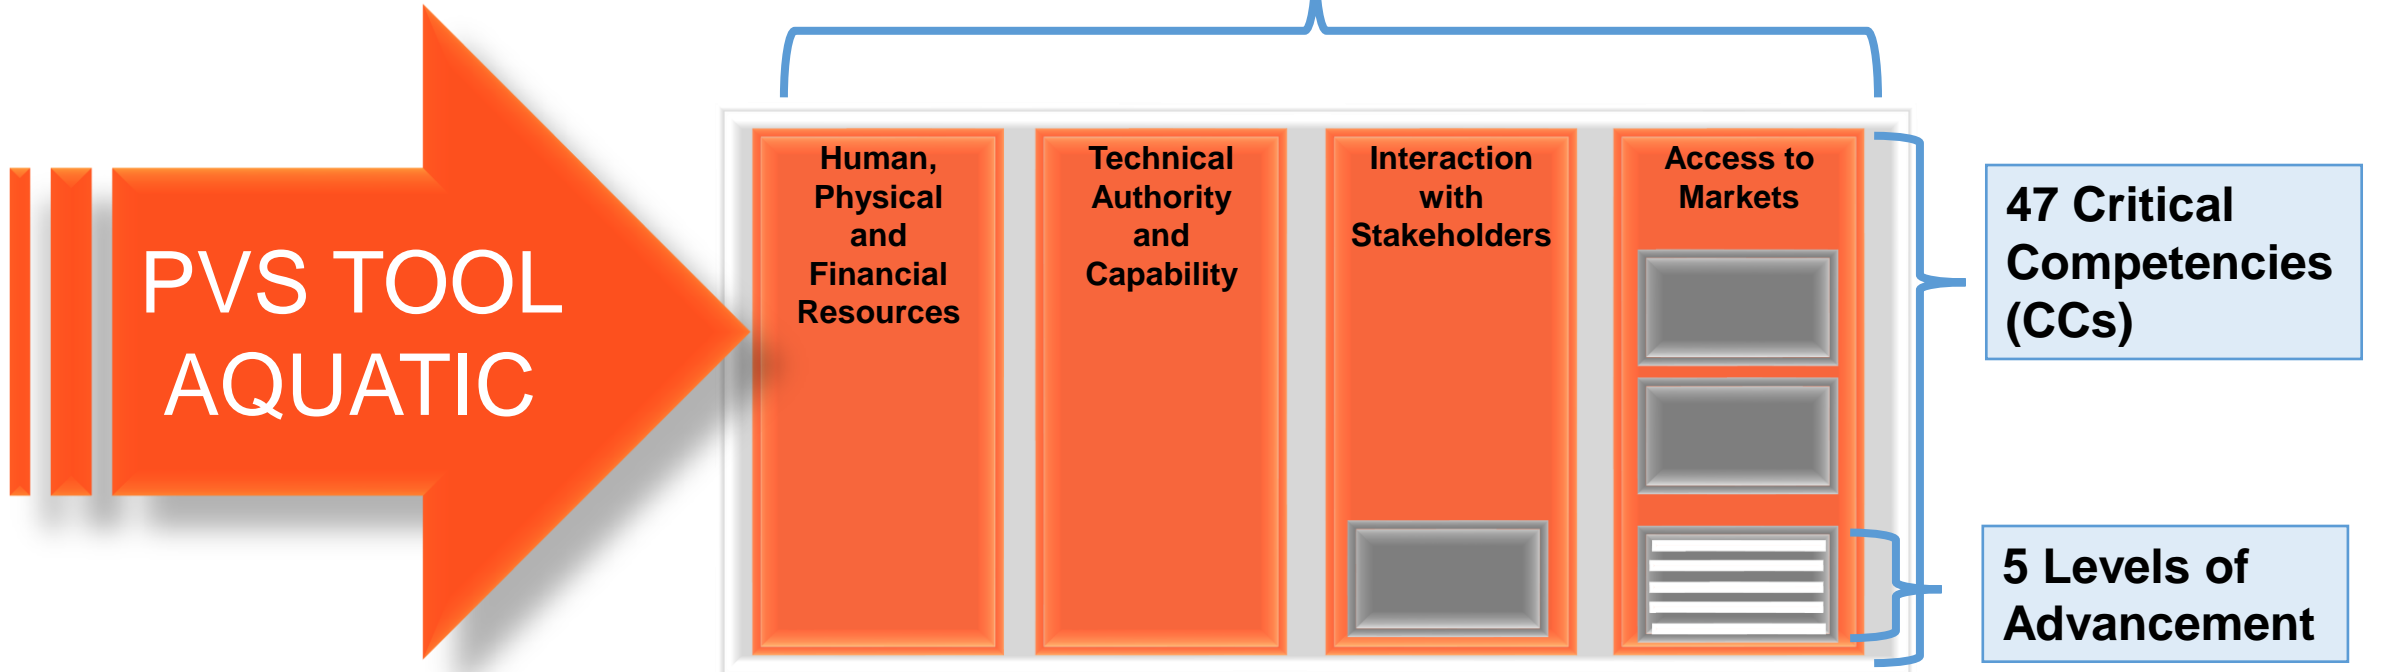 PVS TOOL
AQUATIC
Human,
Physical
and
Financial
Resources
Technical
Authority
and
Capability
Interaction
with
Stakeholders
Access to
Markets
47 Critical
Competencies
(CCs)
5 Levels of
Advancement